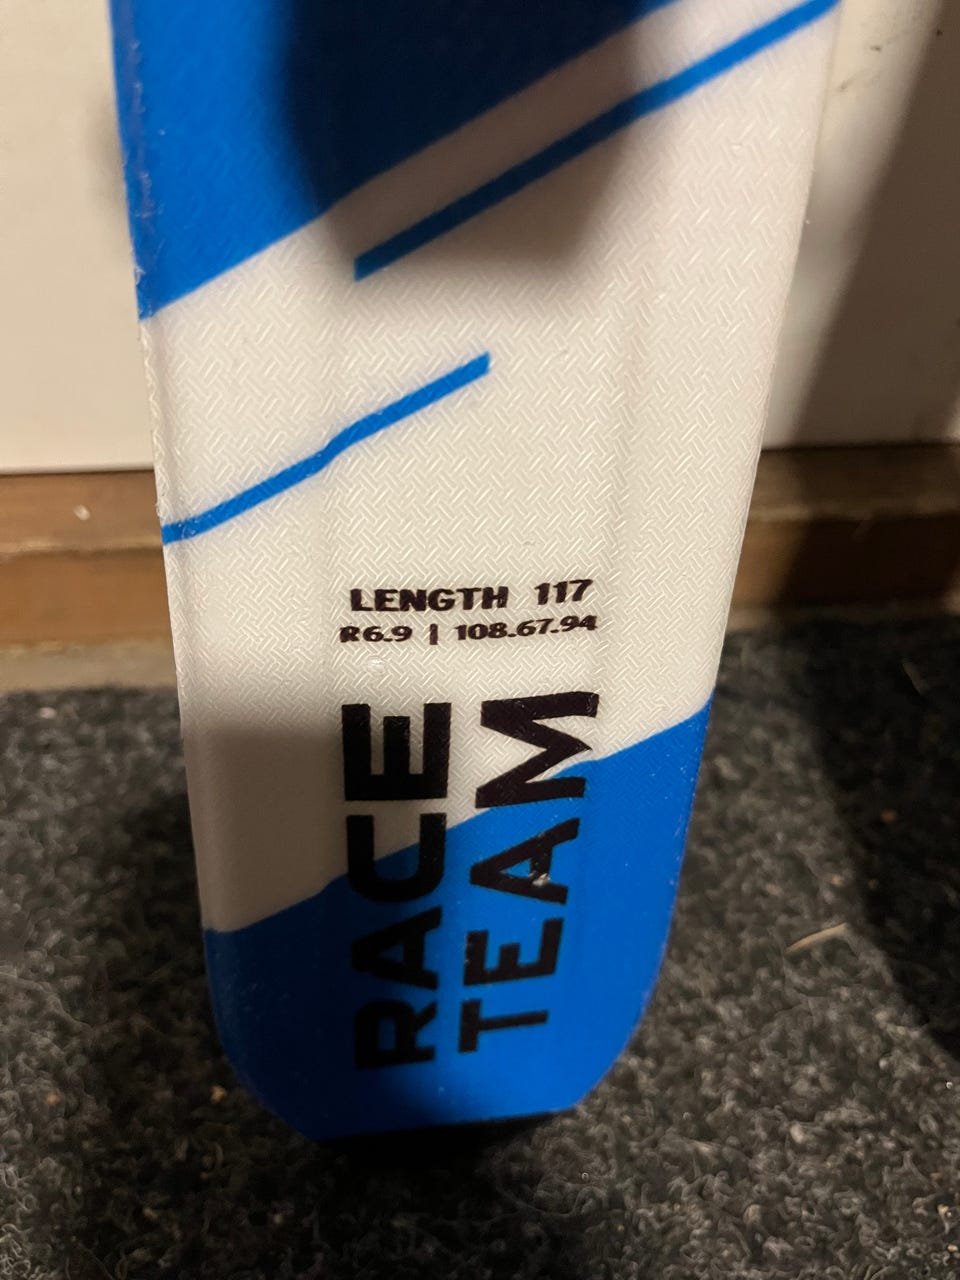 LENGTH 117
R6.9 | 108.67.94
RACE
TEAM